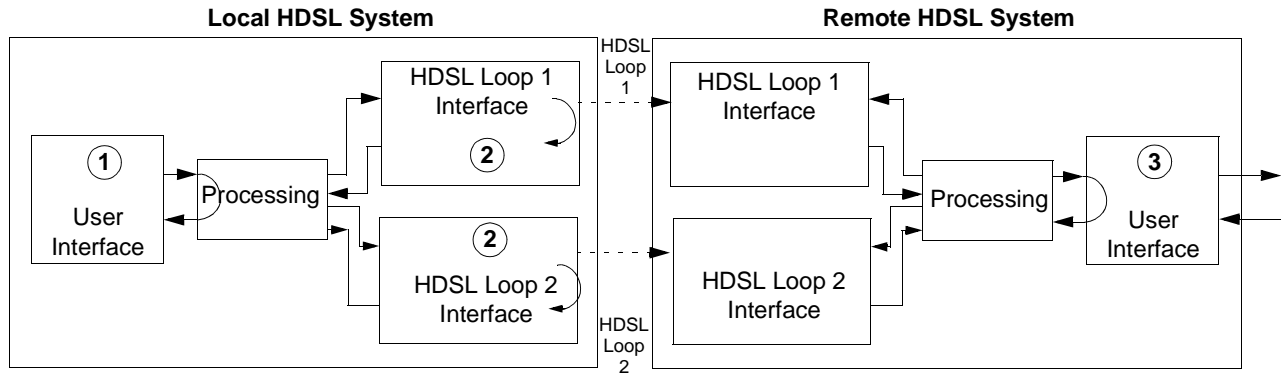 Local HDSL System
Remote HDSL System
HDSL
Loop
1
HDSL Loop 1
Interface
2
HDSL Loop 1
Interface
1
User
Interface
Processing
Processing
3
User
Interface
2
HDSL Loop 2
Interface
HDSL Loop 2
Interface
HDSL
Loop
2